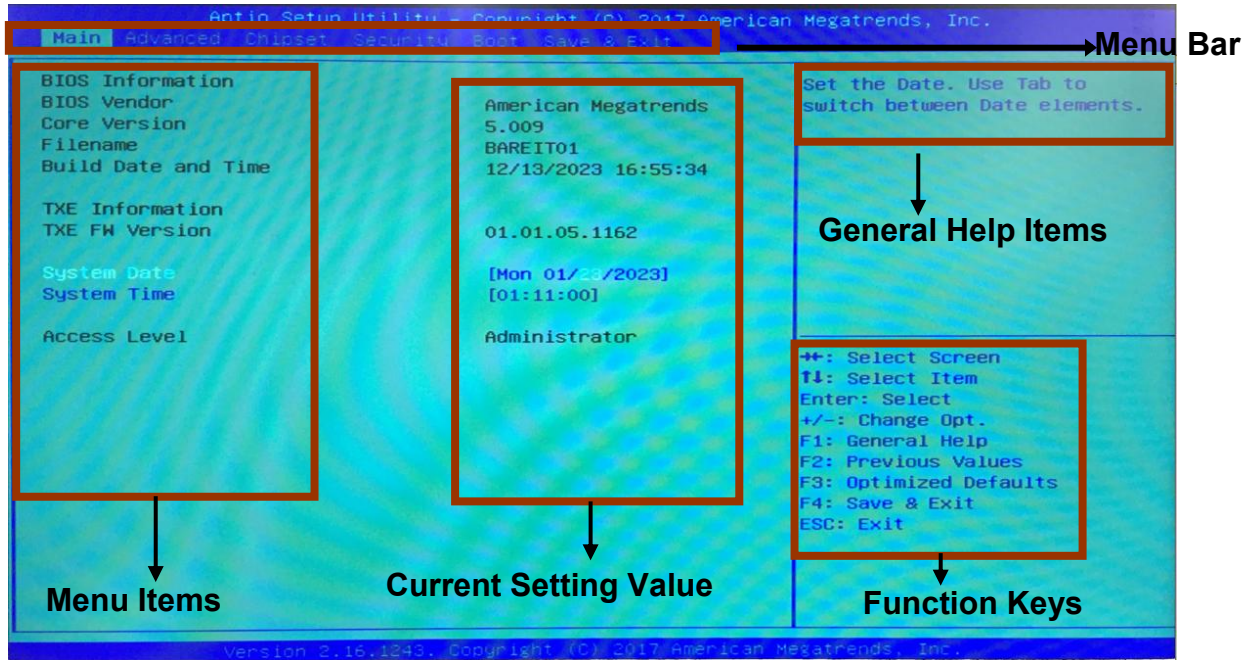 Aptio Setup Utility – Copyright (C) 2017 American Megatrends, Inc.
Main Advanced Chipset Security Boot Save & Exit
Menu Bar
BIOS Information
BIOS Vendor American Megatrends
Core Version 5.009
Filename BAREIT01
Build Date and Time 12/13/2023 16:55:34
TXE Information
TXE FW Version 01.01.05.1162
System Date [Mon 01/23/2023]
System Time [01:11:00]
Access Level Administrator
Set the Date. Use Tab to
switch between Date elements.
General Help Items
→←: Select Screen
↑↓: Select Item
Enter: Select
+/-: Change Opt.
F1: General Help
F2: Previous Values
F3: Optimized Defaults
F4: Save & Exit
ESC: Exit
Menu Items
Current Setting Value
Function Keys
Version 2.16.1243. Copyright (C) 2017 American Megatrends, Inc.